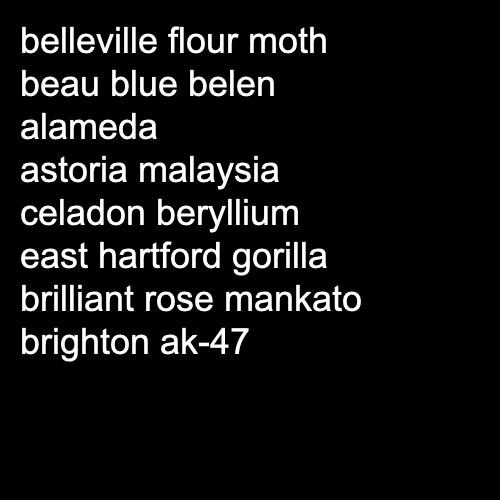 belleville flour moth
beau blue belen
alameda
astoria malaysia
celadon beryllium
east hartford gorilla
brilliant rose mankato
brighton ak-47